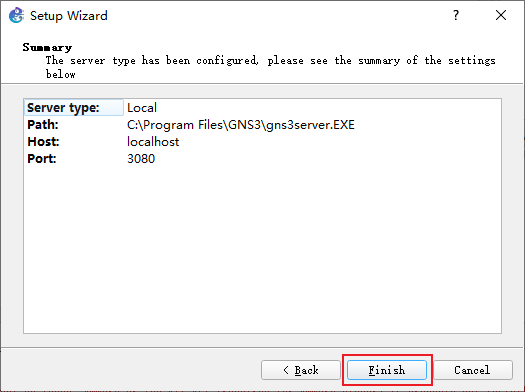 Setup Wizard
?
Summary
The server type has been configured, please see the summary of the settings
below
Server type: Local
Path: C:\Program Files\GNS3\gns3server.EXE
Host: localhost
Port: 3080
< Back Finish Cancel